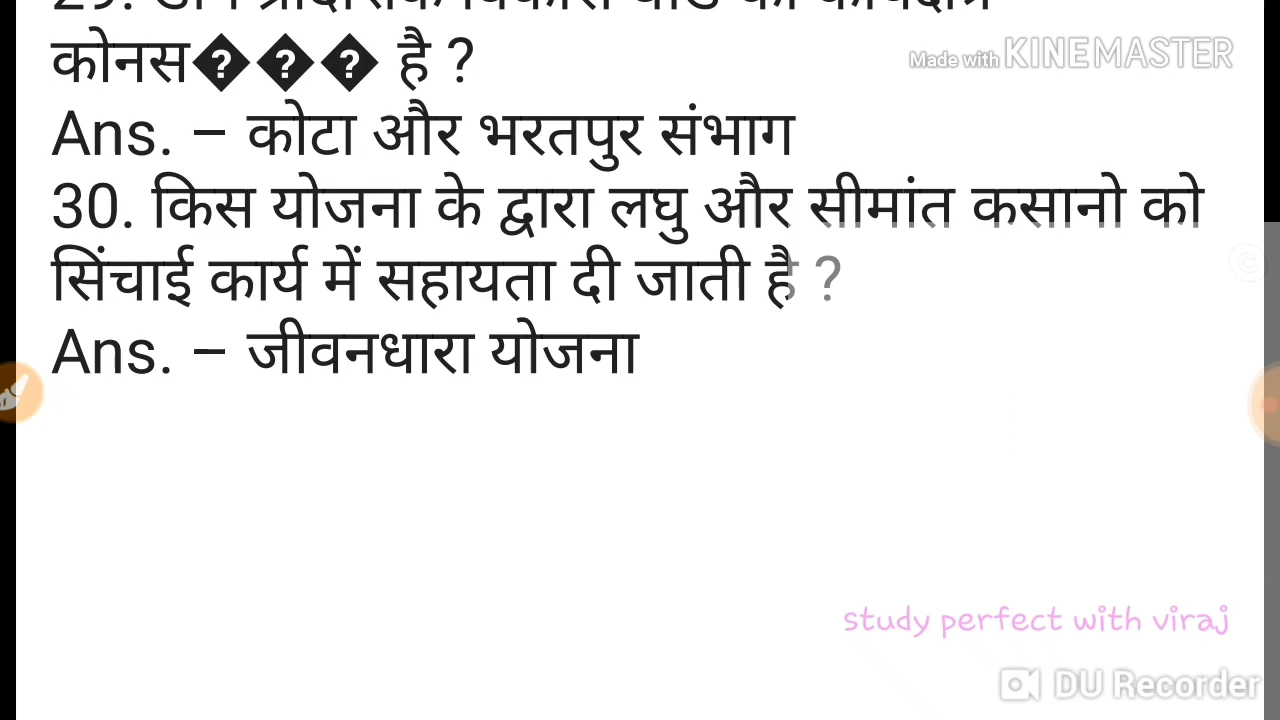 कोनस��� है ?
Made with KINEMASTER
Ans. – कोटा और भरतपुर संभाग
30. किस योजना के द्वारा लघु और सीमांत कसानो को
सिंचाई कार्य में सहायता दी जाती है ?
Ans. – जीवनधारा योजना
study perfect with viraj
DU Recorder